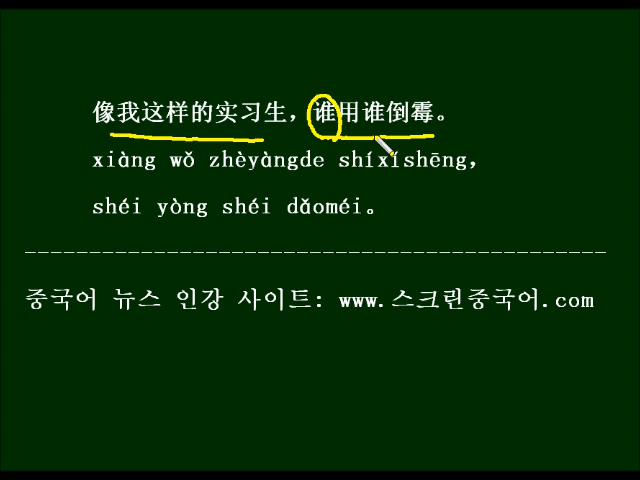 像我这样的实习生，谁用谁倒霉。
xiàng wǒ zhèyàngde shíxíshēng，
shéi yòng shéi dǎoméi。
중국어 뉴스 인강 사이트: www.스크린중국어.com